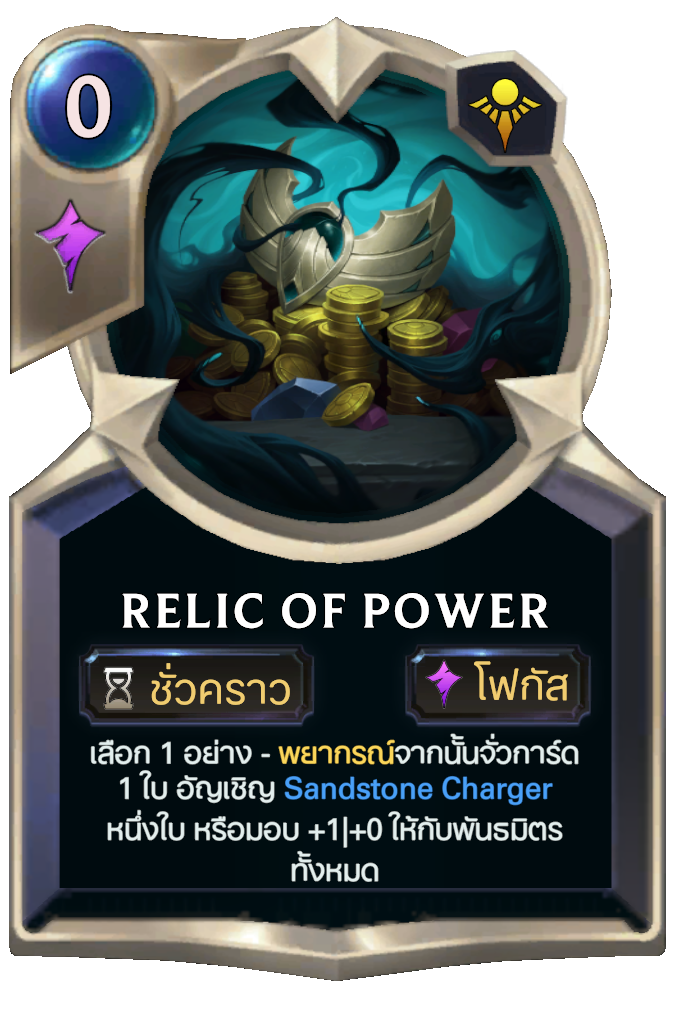 0
RELIC OF POWER
ชั่วคราว
โฟกัส
เลือก 1 อย่าง - พยากรณ์จากนั้นจั่วการ์ด
1 ใบ อัญเชิญ Sandstone Charger
หนึ่งใบ หรือมอบ +1|+0 ให้กับพันธมิตร
ทั้งหมด